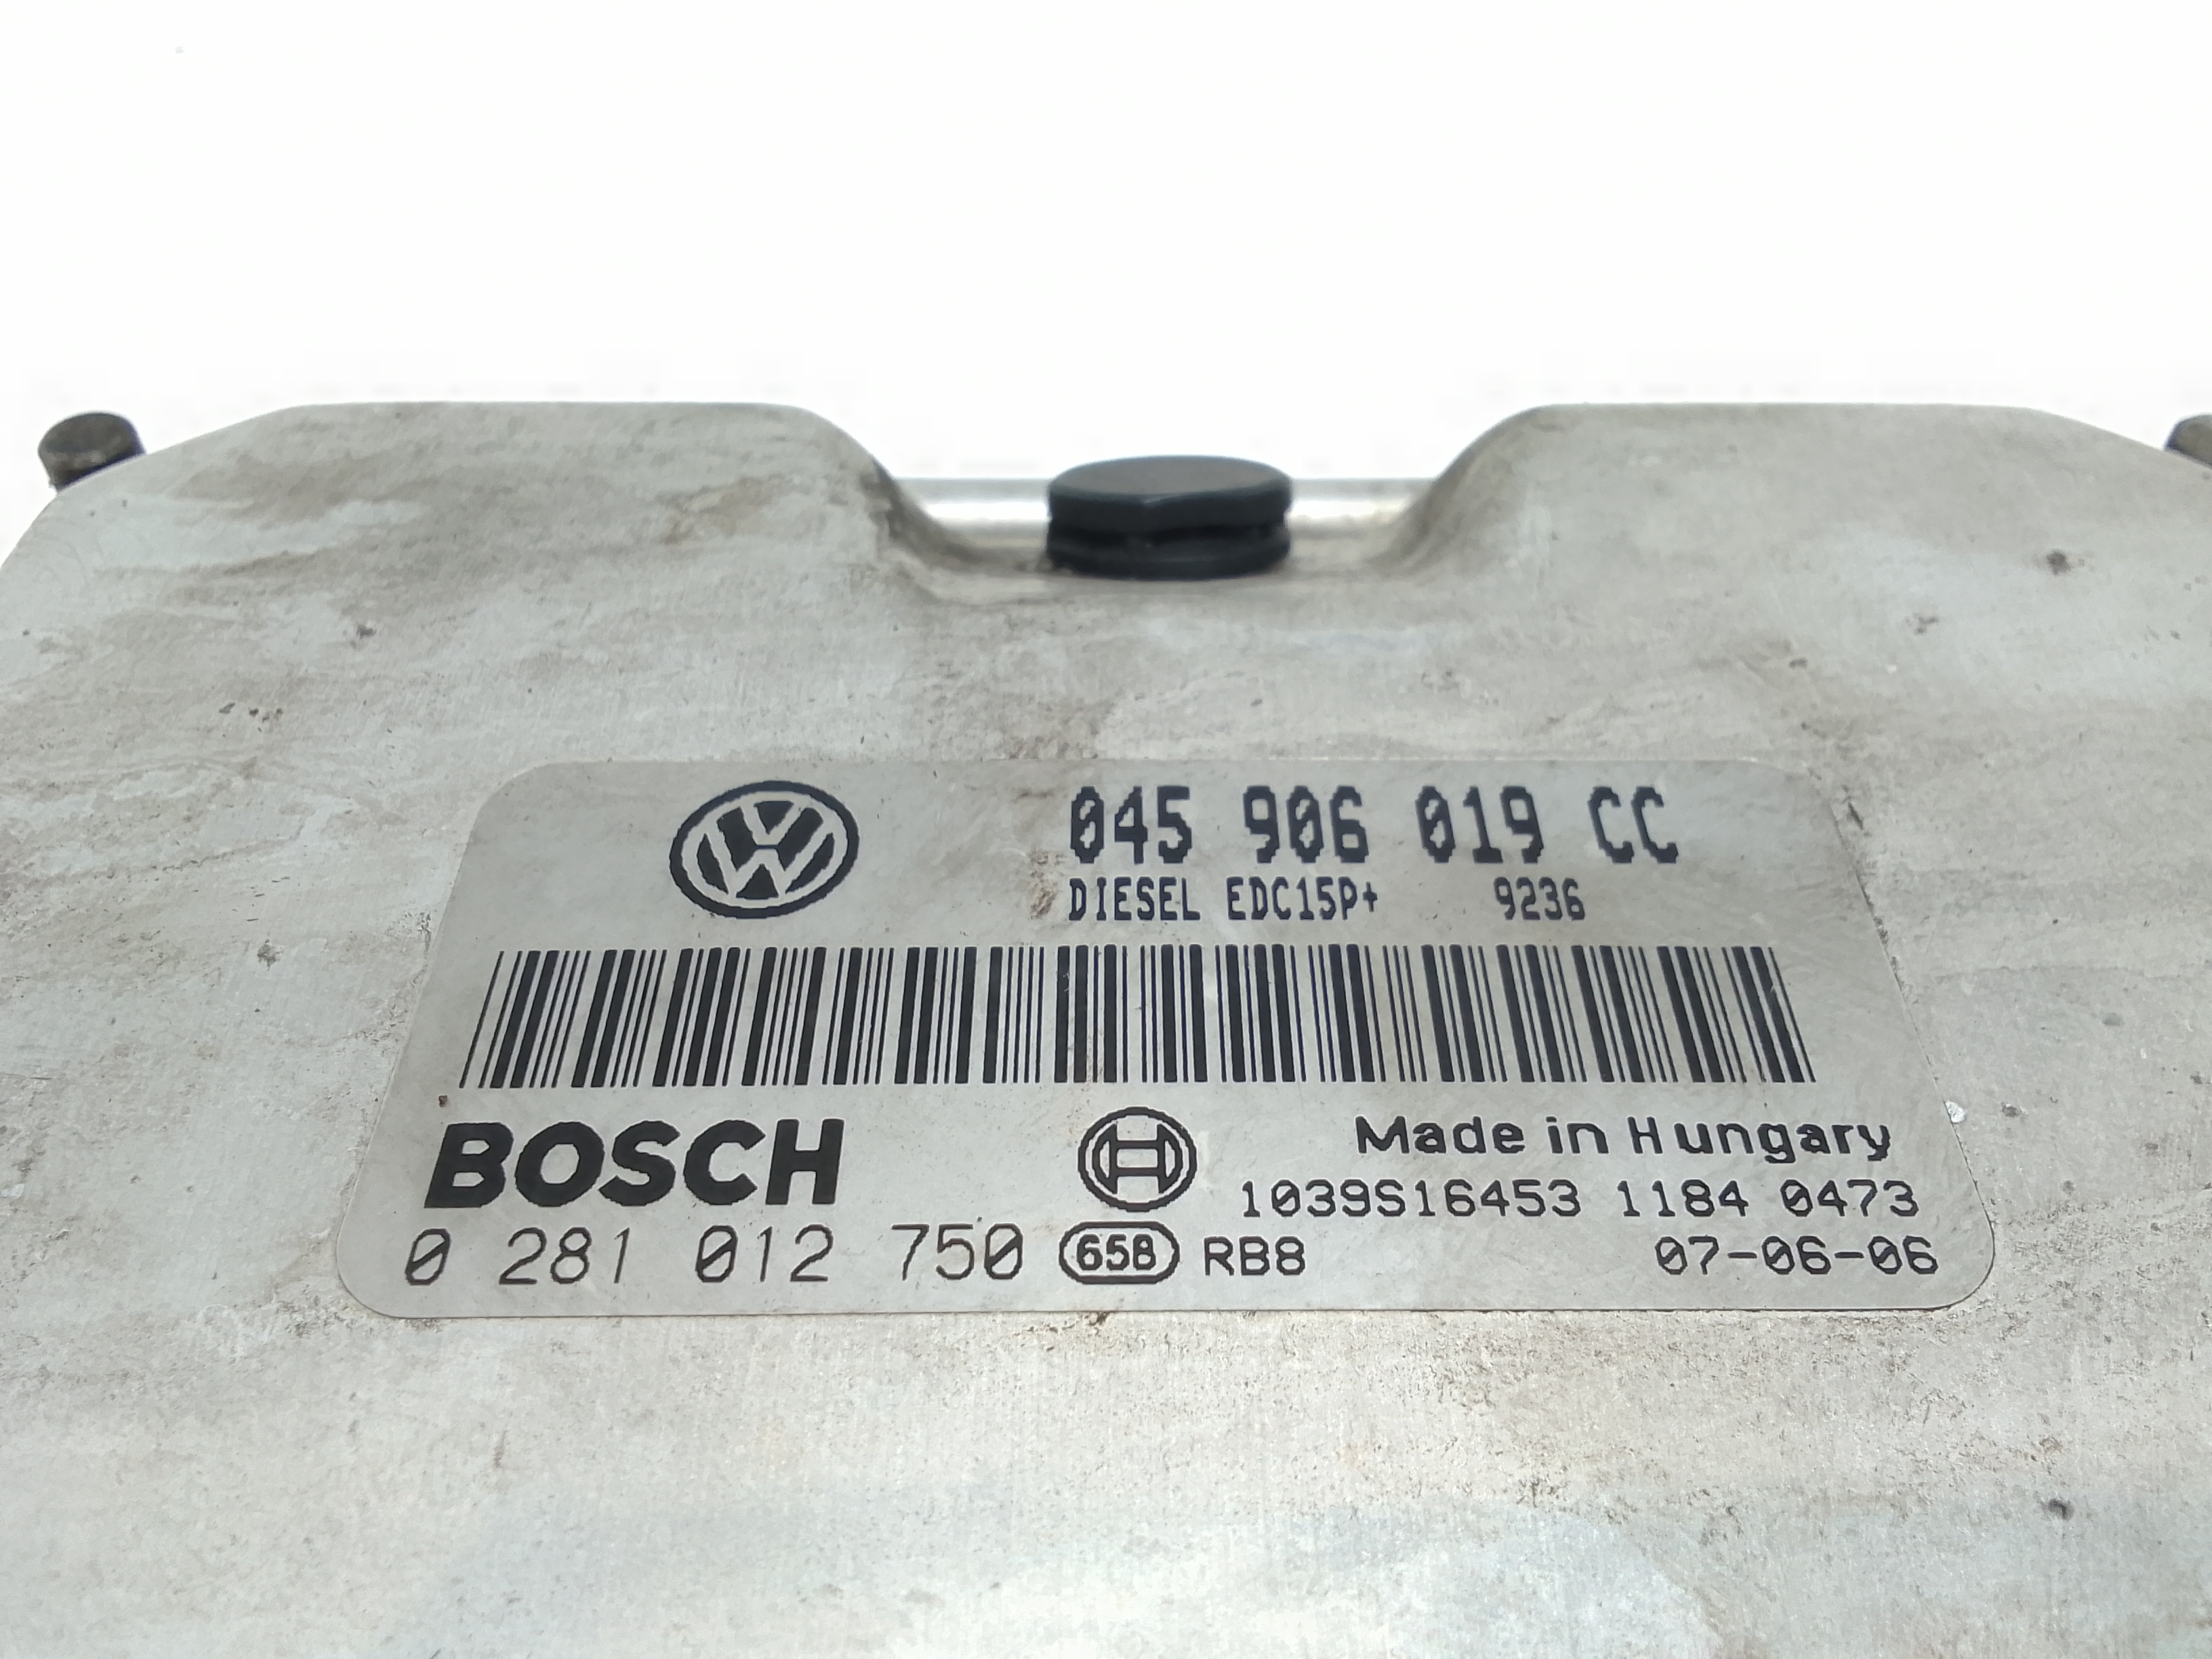 045 906 019 CC
DIESEL EDC15P+ 9236
BOSCH
Made in Hungary
1039S16453 1184 0473
0 281 012 750 658 RB8 07-06-06